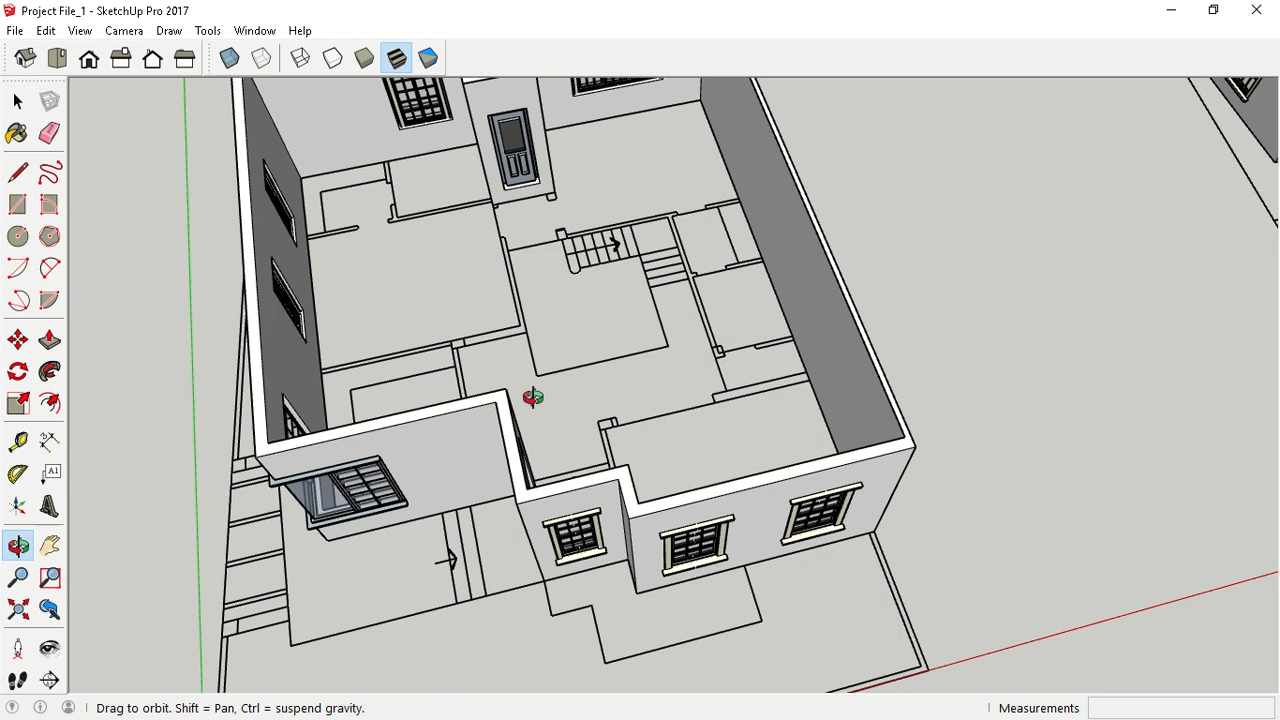 Project File_1 - SketchUp Pro 2017
File Edit View Camera Draw Tools Window Help
AI
Drag to orbit. Shift = Pan, Ctrl = suspend gravity.
Measurements